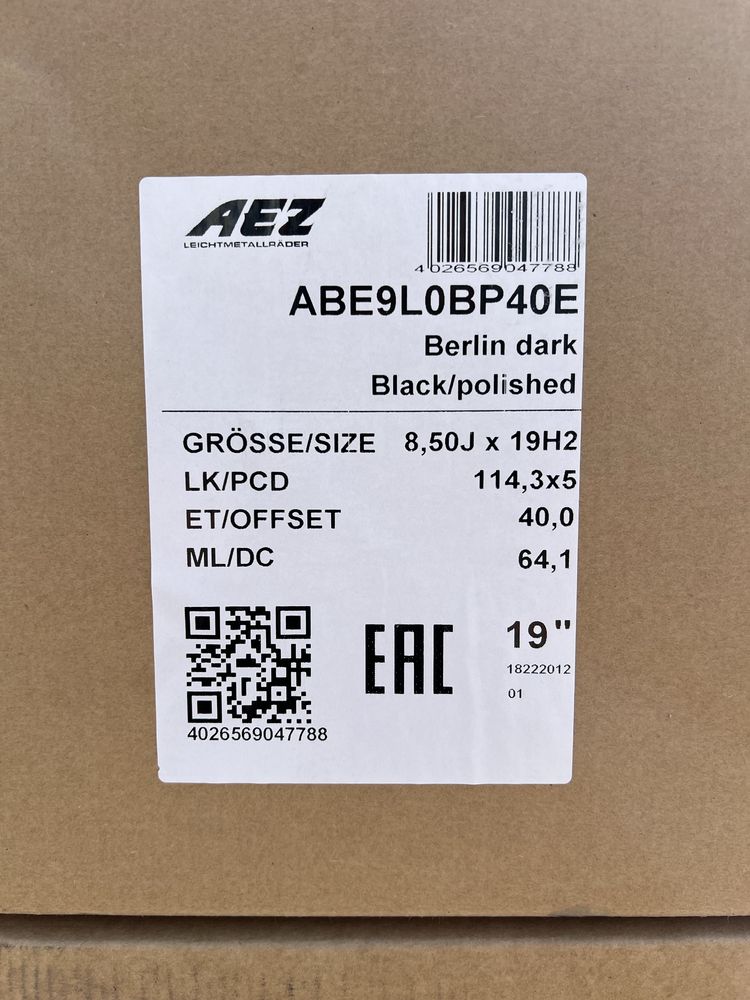 AEZ
LEICHTMETALLRÄDER
4026569047788
ABE9L0BP40E
Berlin dark
Black/polished
GRÖSSE/SIZE 8,50J x 19H2
LK/PCD 114,3x5
ET/OFFSET 40,0
ML/DC 64,1
EAC
19"
18222012
01
4026569047788